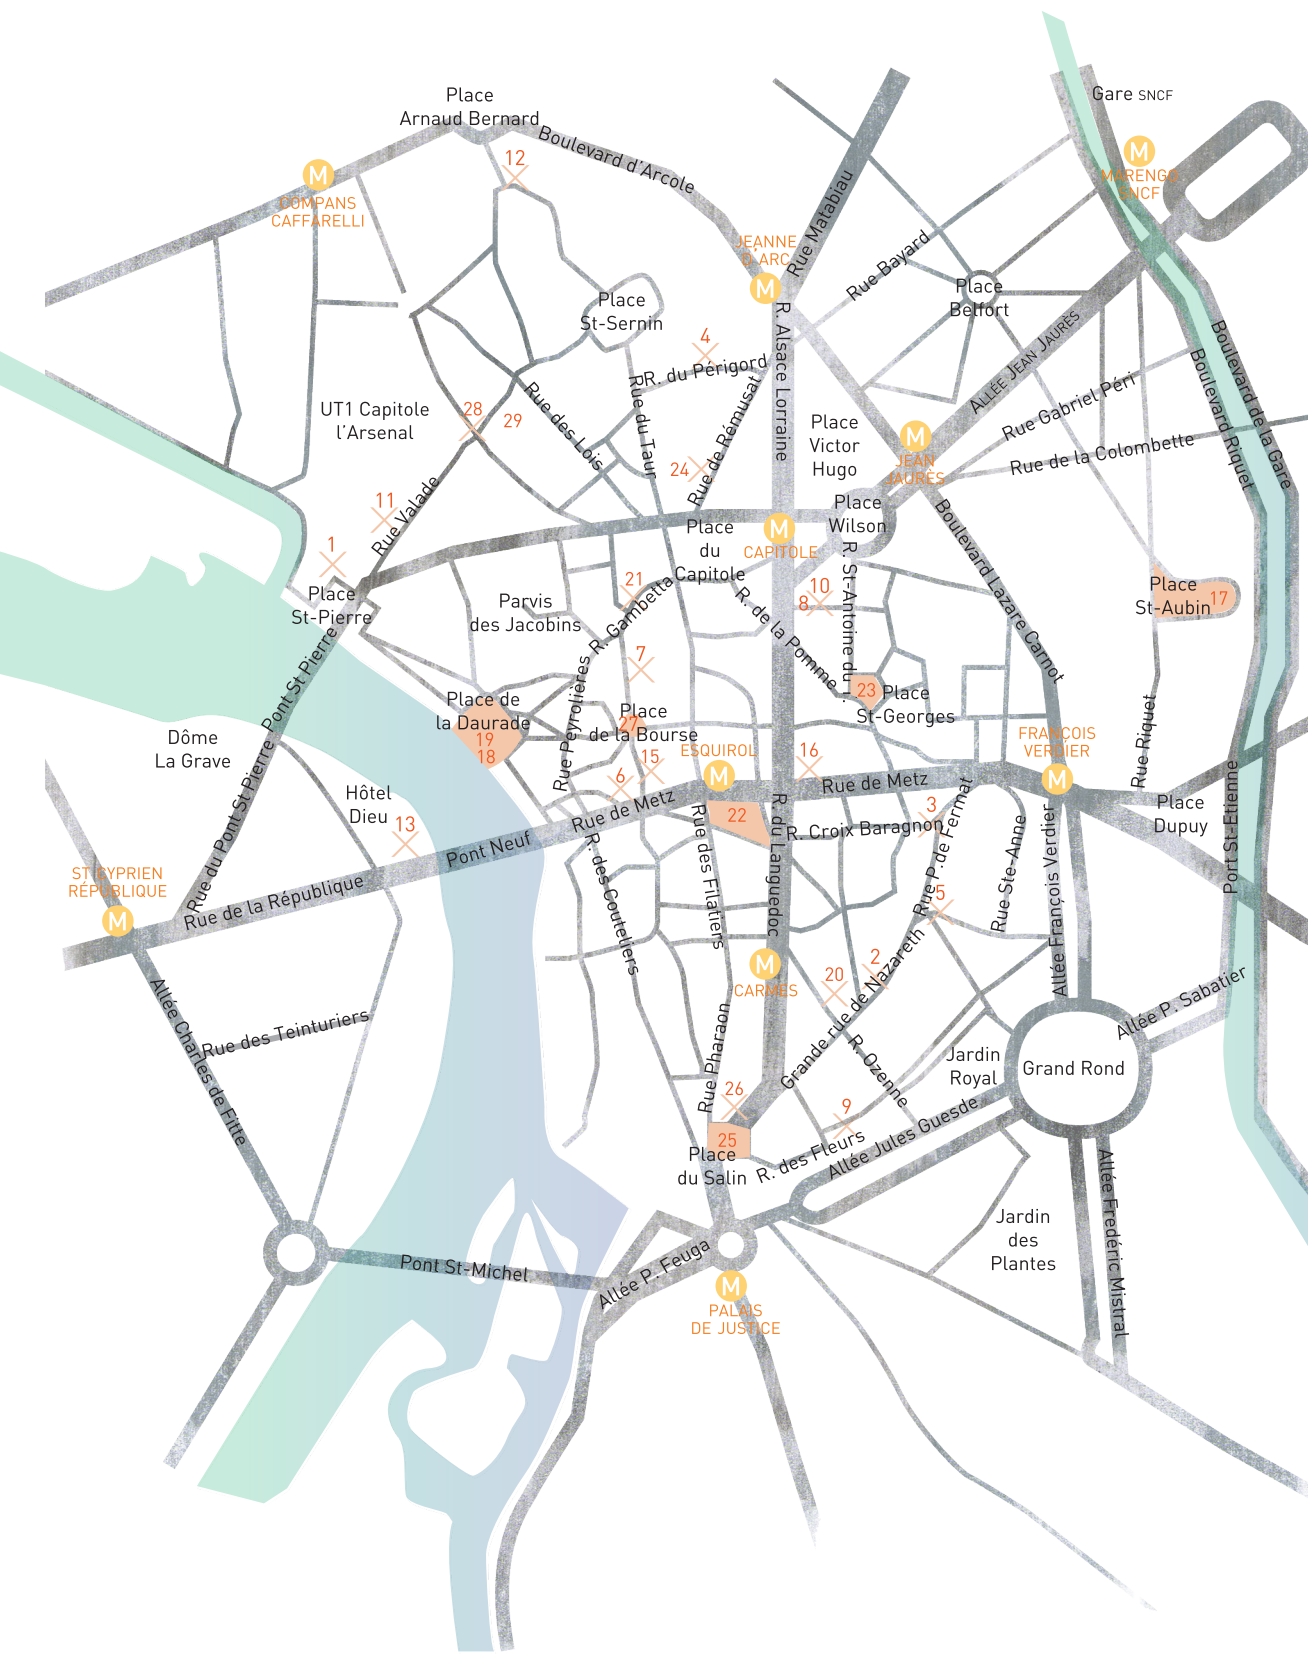 Place
Arnaud Bernard
Boulevard d'Arcole
Gare SNCF
M
MARENGO
SNCF
12
M
COMPANS
CAFFARELLI
Rue Matabiau
JEANNE
D'ARC
M
Rue Bayard
Place
Belfort
Place
St-Sernin
4
R. du Périgord
R. Alsace Lorraine
ALLÉE JEAN JAURÈS
Boulevard de la Gare
Boulevard Riquet
Rue Gabriel Péri
Rue de la Colombette
UT1 Capitole
l'Arsenal
28
29
Rue des Lois
Rue du Taur
Rue de Rémusat
24
Place
Victor
Hugo
M
JEAN
JAURÈS
11
Rue Valade
1
Place
St-Pierre
Place
du
Capitole
M
CAPITOLE
Place
Wilson
Boulevard Lazare Carnot
21
R. Gambetta
Parvis
des Jacobins
R. de la Pomme
10
8
R. St-Antoine du .
Place
St-Aubin
17
7
Pont St Pierre
Rue du Pont St Pierre
Place de
la Daurade
19
18
Rue Peyrolières
Place
de la Bourse
27
23
Place
St-Georges
Dôme
La Grave
Hôtel
Dieu
13
15
6
ESQUIROL
M
16
Rue de Metz
Rue de Metz
FRANÇOIS
VERDIER
M
Rue Riquet
Place
Dupuy
Port St-Etienne
Pont Neuf
22
R. Croix Baragnon
3
Rue P. de Fermat
Rue Ste-Anne
Allée François Verdier
ST CYPRIEN
RÉPUBLIQUE
M
Rue de la République
R. des Couteliers
Rue des Filatiers
R. du Languedoc
5
M
CARMES
20
2
Grande rue de Nazareth
Allée P. Sabatier
Allée Charles de Fitte
Rue des Teinturiers
Rue Pharaon
R. Ozenne
Jardin
Royal
Grand Rond
26
9
25
Place
du Salin
R. des Fleurs
Allée Jules Guesde
Allée Frédéric Mistral
Jardin
des
Plantes
Pont St-Michel
Allée P. Feuga
M
PALAIS
DE JUSTICE